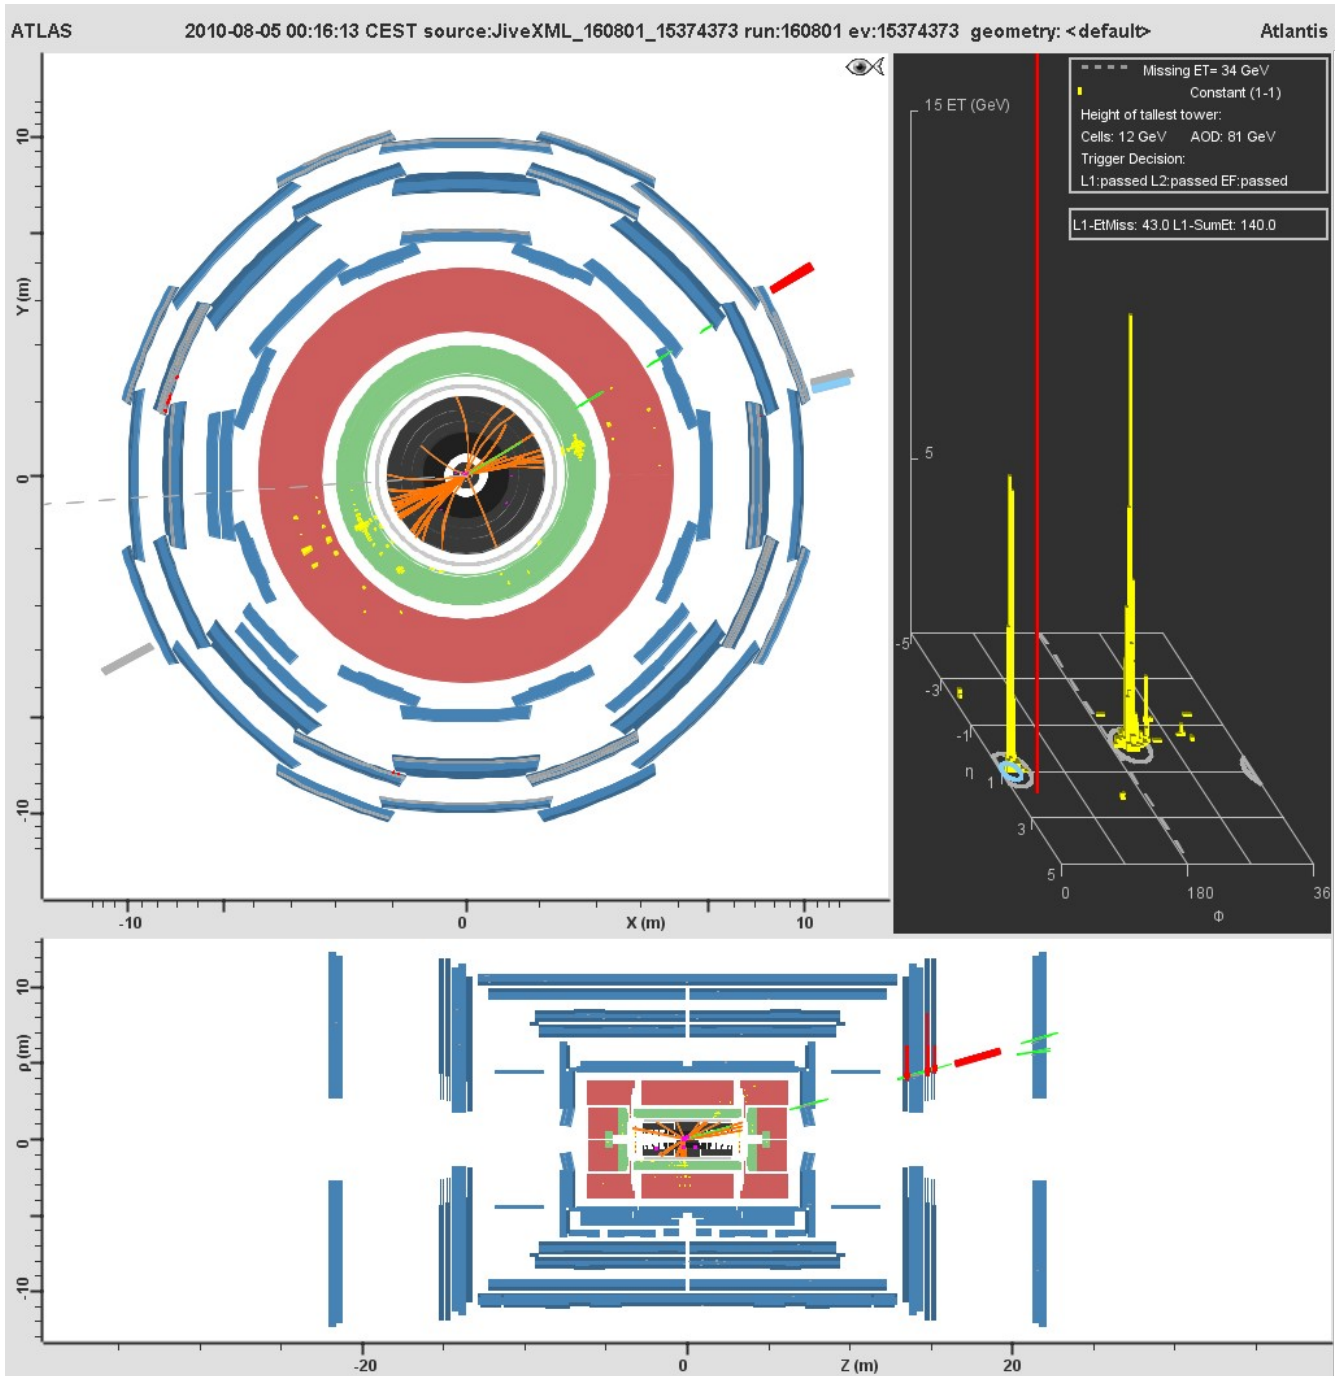 ATLAS 2010-08-05 00:16:13 CEST source:JiveXML_160801_15374373 run:160801 ev:15374373 geometry: <default> Atlantis
Missing ET= 34 GeV
Constant (1-1)
Height of tallest tower:
Cells: 12 GeV AOD: 81 GeV
Trigger Decision:
L1:passed L2:passed EF:passed
L1-EtMiss: 43.0 L1-SumEt: 140.0
15 ET (GeV)
5
-5
-3
-1
η
1
3
5
0 180 36
Φ
10
Y (m)
0
-10
-10 0 X (m) 10
10
ρ (m)
0
-10
-20 0 Z (m) 20